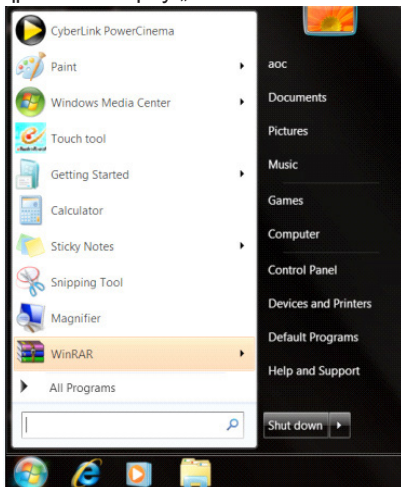 CyberLink PowerCinema
Paint
Windows Media Center
Touch tool
Getting Started
Calculator
Sticky Notes
Snipping Tool
Magnifier
WinRAR
All Programs
aoc
Documents
Pictures
Music
Games
Computer
Control Panel
Devices and Printers
Default Programs
Help and Support
Shut down